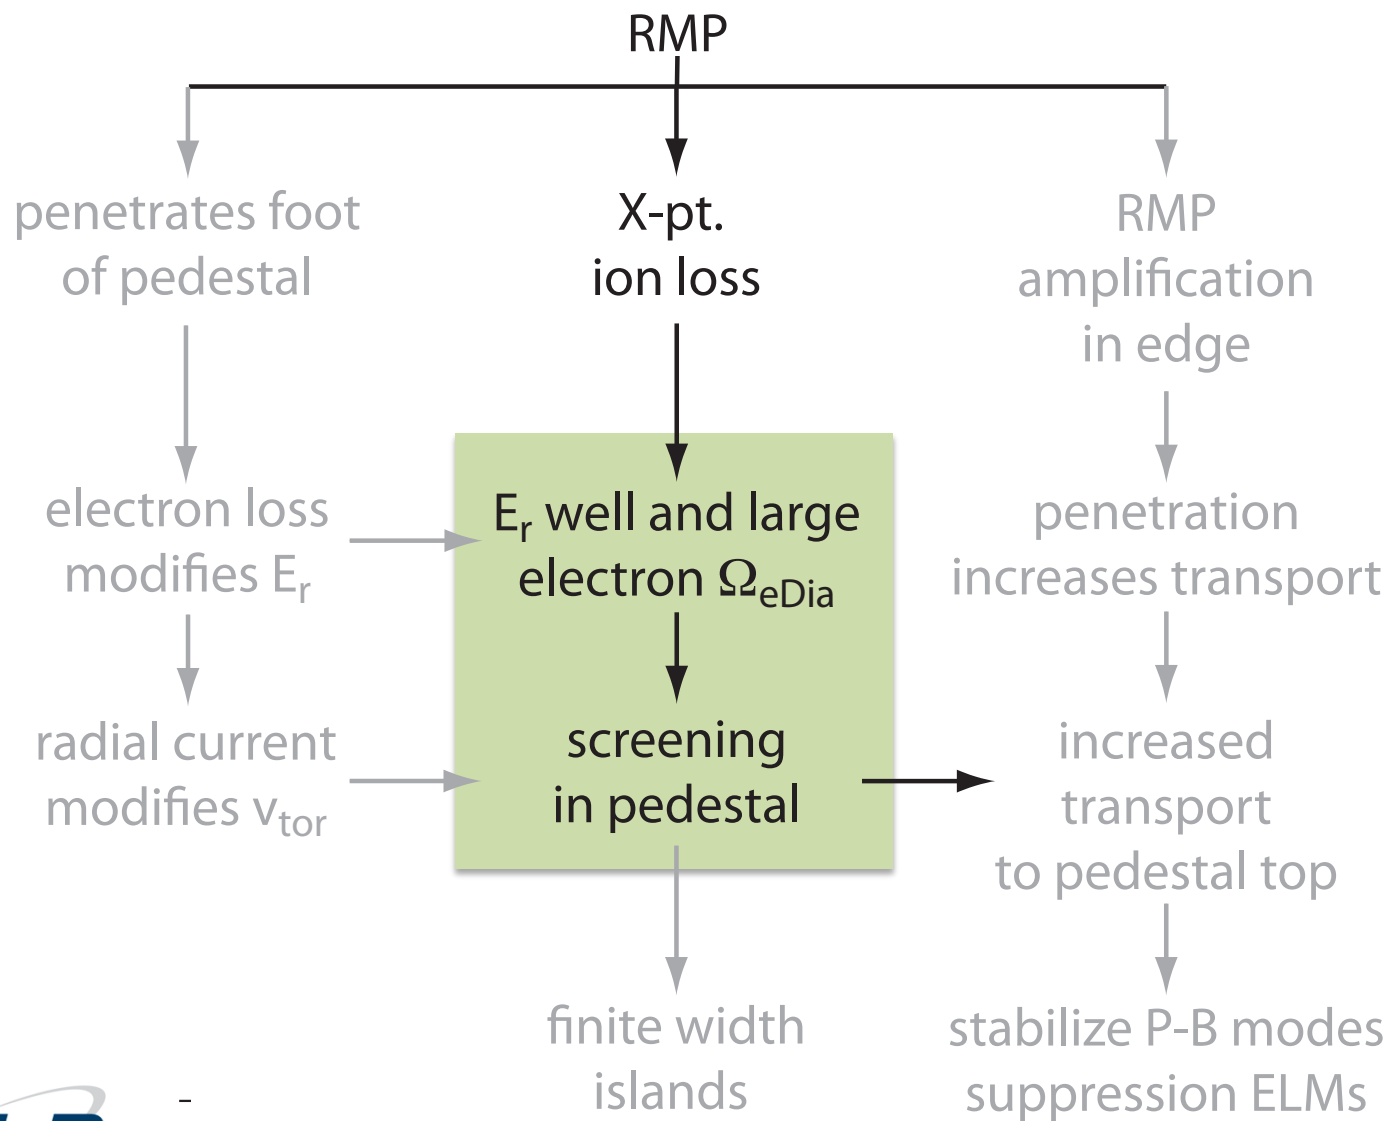 RMP
penetrates foot
of pedestal
X-pt.
ion loss
RMP
amplification
in edge
electron loss
modifies Er
Er well and large
electron ΩeDia
penetration
increases transport
radial current
modifies vtor
screening
in pedestal
increased
transport
to pedestal top
finite width
islands
stabilize P-B modes
suppression ELMs